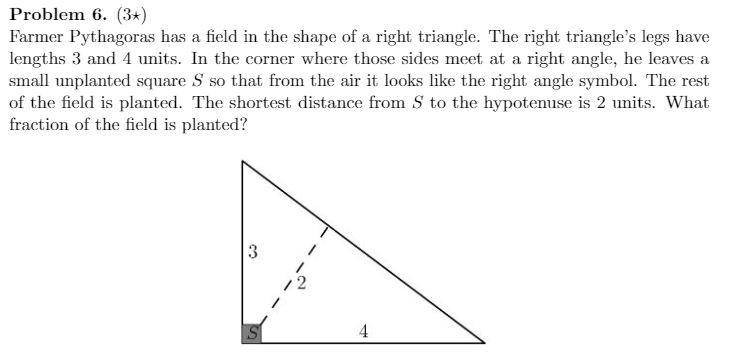 Problem 6. (3⋆)
Farmer Pythagoras has a field in the shape of a right triangle. The right triangle's legs have
lengths 3 and 4 units. In the corner where those sides meet at a right angle, he leaves a
small unplanted square S so that from the air it looks like the right angle symbol. The rest
of the field is planted. The shortest distance from S to the hypotenuse is 2 units. What
fraction of the field is planted?
3
2
S
4